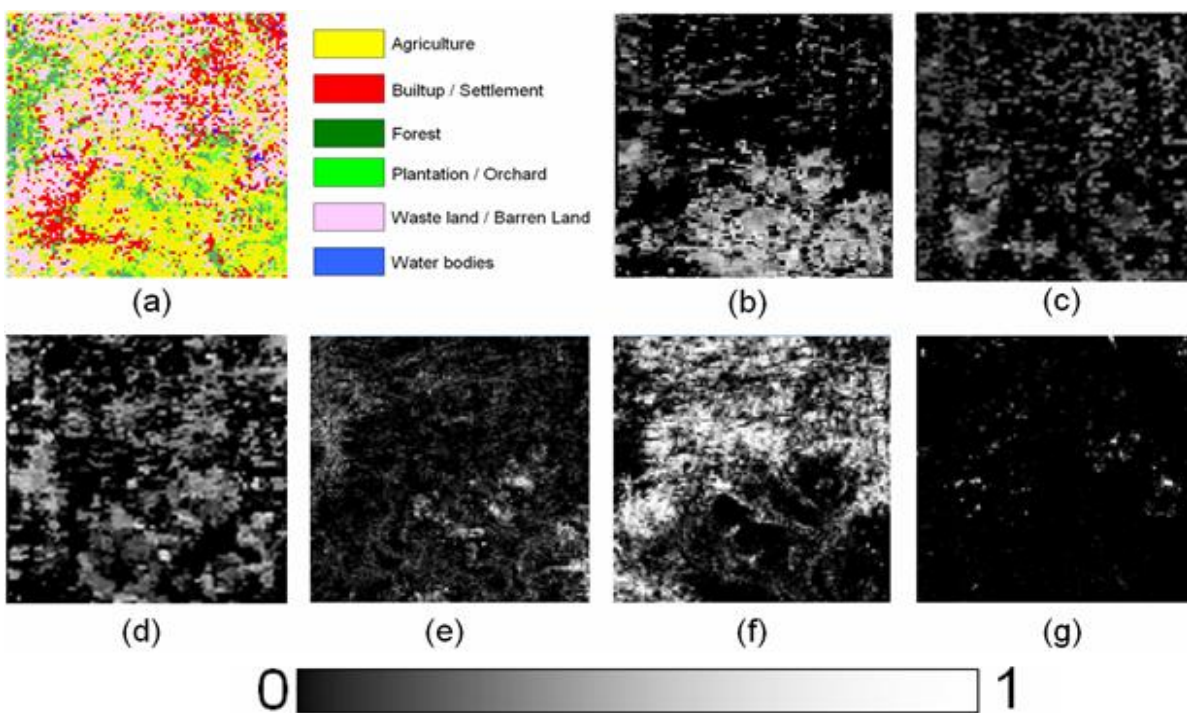 Agriculture
Builtup / Settlement
Forest
Plantation / Orchard
Waste land / Barren Land
Water bodies
(a)
(b)
(c)
(d)
(e)
(f)
(g)
0
1